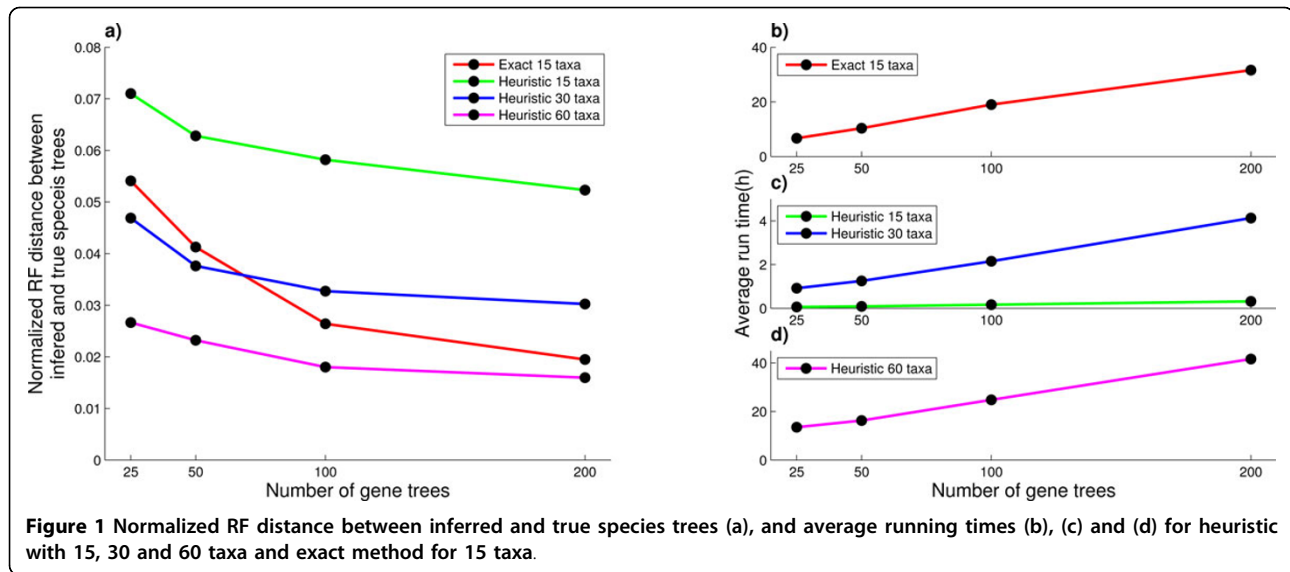 a)
0.08
0.07
0.06
0.05
0.04
0.03
0.02
0.01
0
25
50
100
200
Normalized RF distance between
infered and true speceis trees
Number of gene trees
Exact 15 taxa
Heuristic 15 taxa
Heuristic 30 taxa
Heuristic 60 taxa
b)
40
20
0
25
50
100
200
Exact 15 taxa
c)
4
2
0
25
50
100
200
Heuristic 15 taxa
Heuristic 30 taxa
Average run time(h)
d)
40
20
0
25
50
100
200
Heuristic 60 taxa
Number of gene trees
Figure 1 Normalized RF distance between inferred and true species trees (a), and average running times (b), (c) and (d) for heuristic
with 15, 30 and 60 taxa and exact method for 15 taxa.